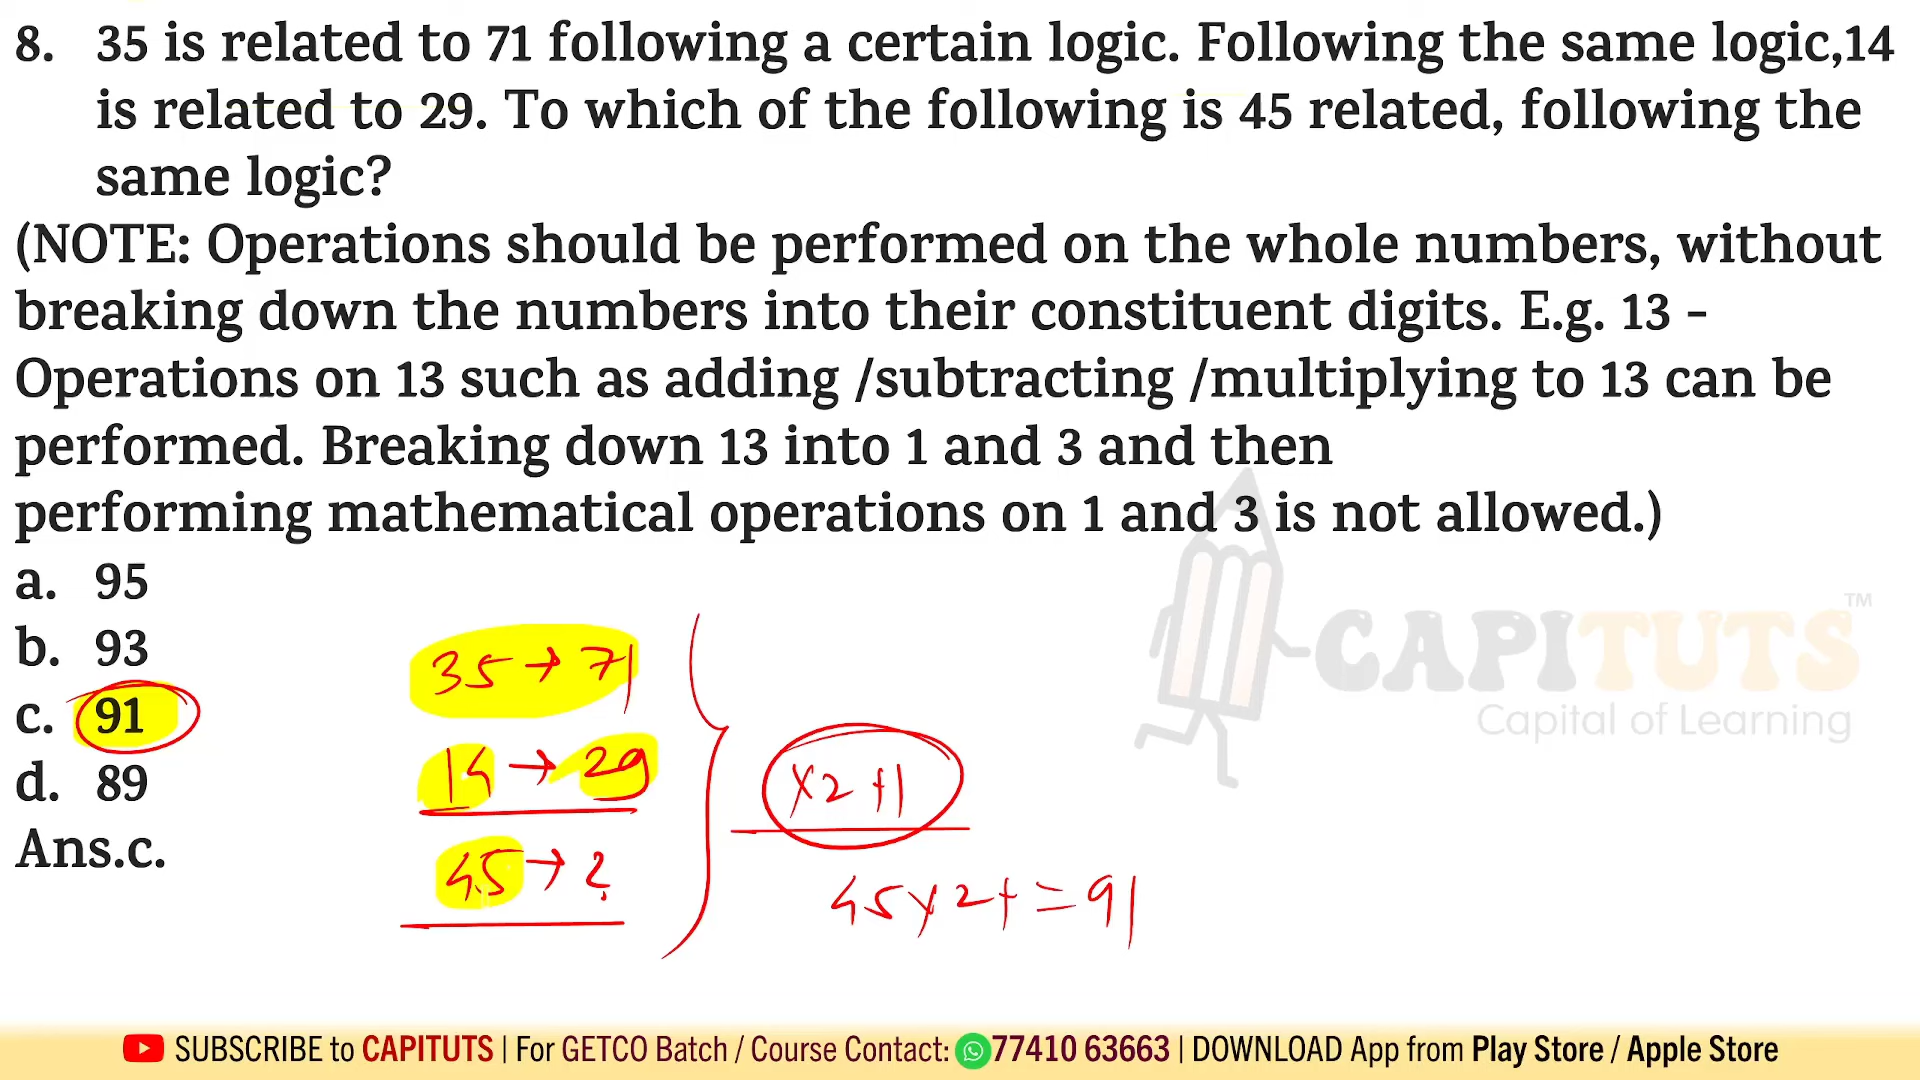 8. 35 is related to 71 following a certain logic. Following the same logic,14
is related to 29. To which of the following is 45 related, following the
same logic?
(NOTE: Operations should be performed on the whole numbers, without
breaking down the numbers into their constituent digits. E.g. 13 -
Operations on 13 such as adding /subtracting /multiplying to 13 can be
performed. Breaking down 13 into 1 and 3 and then
performing mathematical operations on 1 and 3 is not allowed.)
a. 95
b. 93
c. 91
d. 89
Ans.c.
35 → 71
14 → 29
45 → ?
x2+1
45x2+=91
CAPITUTS™
Capital of Learning
SUBSCRIBE to CAPITUTS | For GETCO Batch / Course Contact: 77410 63663 | DOWNLOAD App from Play Store / Apple Store